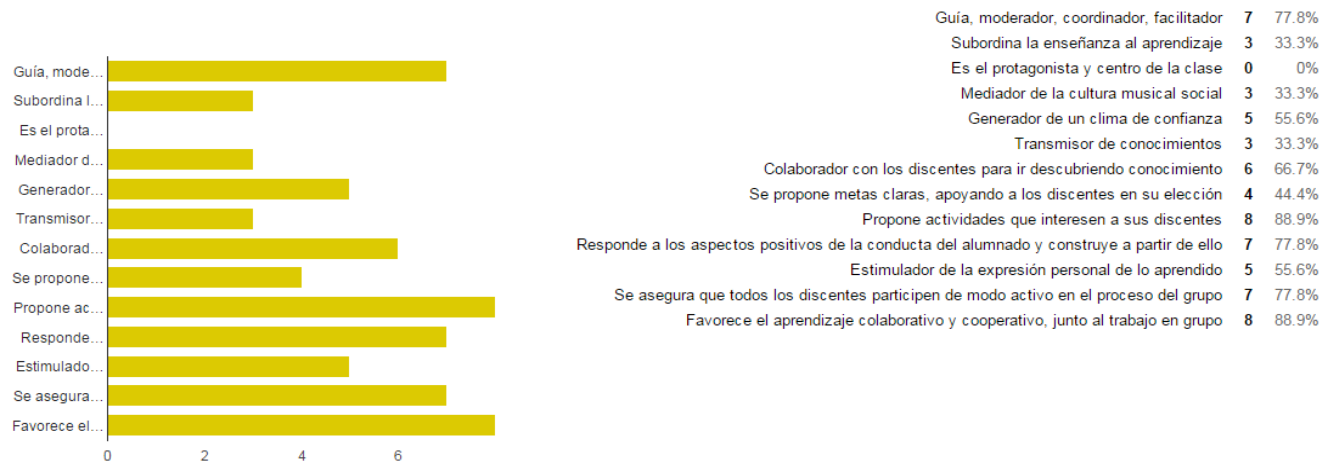 Guía, mode...
Subordina l...
Es el prota...
Mediador d...
Generador...
Transmisor...
Colaborad...
Se propone...
Propone ac...
Responde...
Estimulado...
Se asegura...
Favorece el...
0 2 4 6
Guía, moderador, coordinador, facilitador 7 77.8%
Subordina la enseñanza al aprendizaje 3 33.3%
Es el protagonista y centro de la clase 0 0%
Mediador de la cultura musical social 3 33.3%
Generador de un clima de confianza 5 55.6%
Transmisor de conocimientos 3 33.3%
Colaborador con los discentes para ir descubriendo conocimiento 6 66.7%
Se propone metas claras, apoyando a los discentes en su elección 4 44.4%
Propone actividades que interesen a sus discentes 8 88.9%
Responde a los aspectos positivos de la conducta del alumnado y construye a partir de ello 7 77.8%
Estimulador de la expresión personal de lo aprendido 5 55.6%
Se asegura que todos los discentes participen de modo activo en el proceso del grupo 7 77.8%
Favorece el aprendizaje colaborativo y cooperativo, junto al trabajo en grupo 8 88.9%